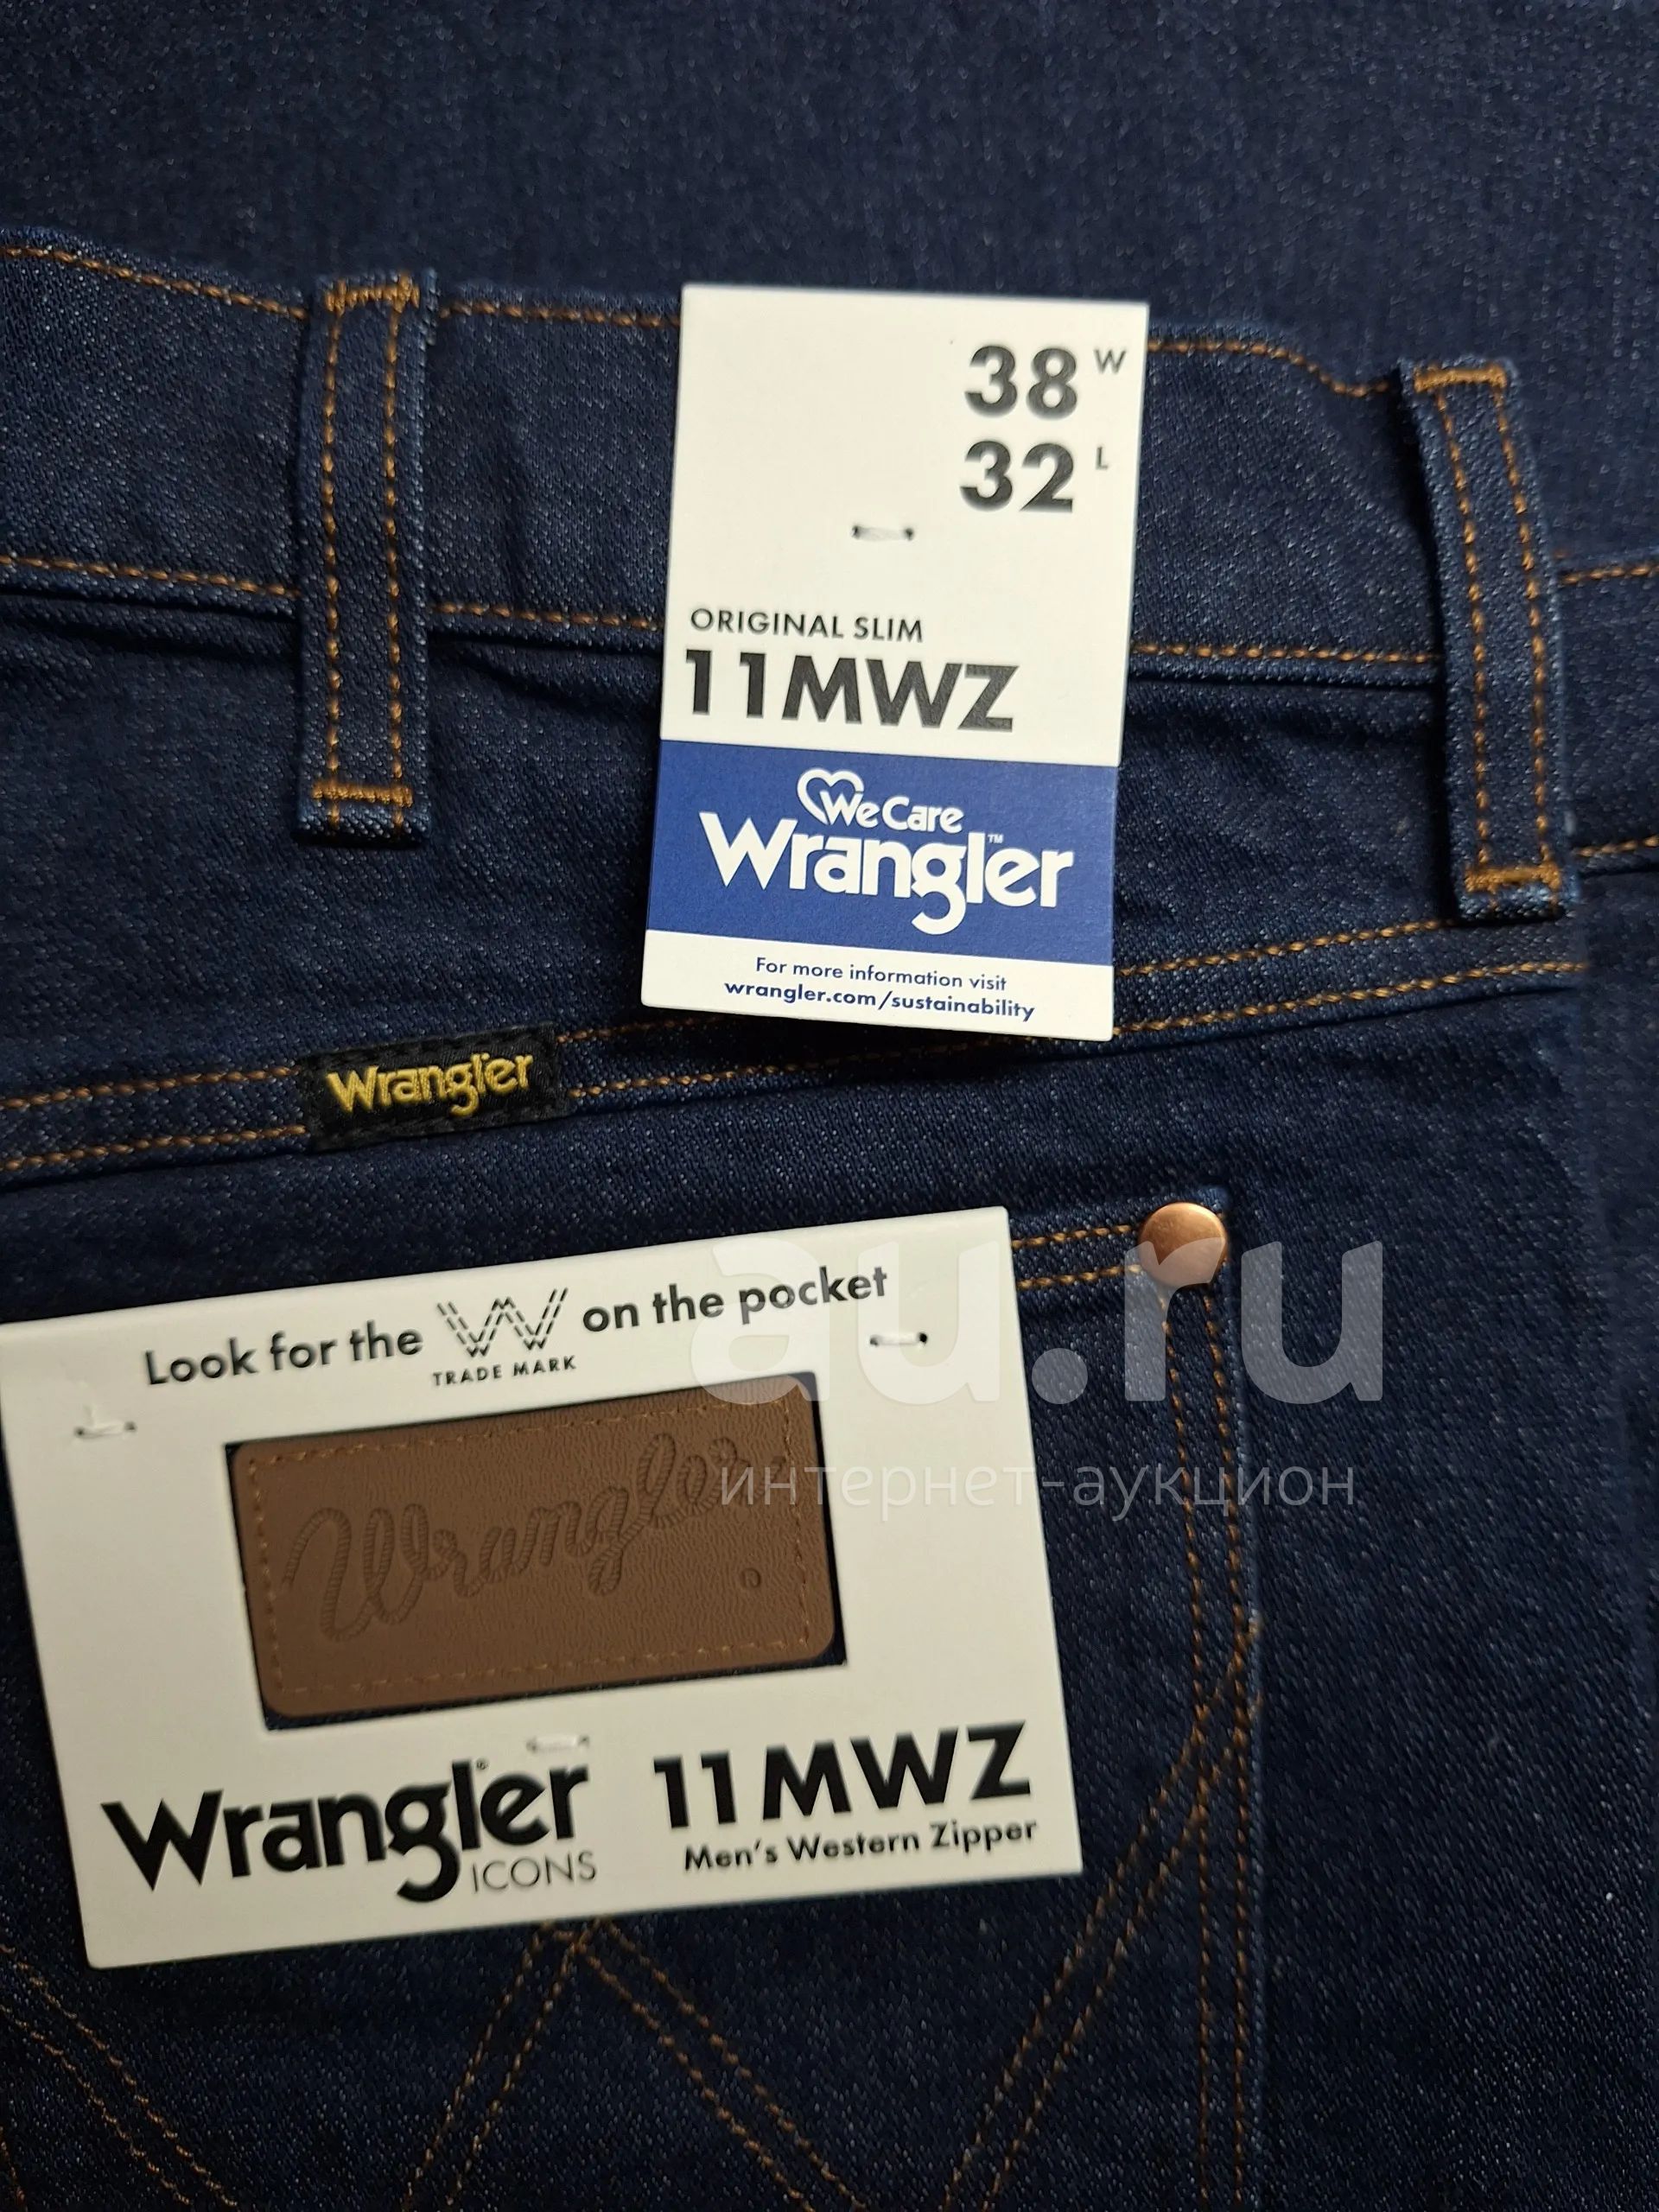 38 W
32 L
ORIGINAL SLIM
11MWZ
We Care
Wrangler™
For more information visit
wrangler.com/sustainability
Wrangler
Look for the W on the pocket
TRADE MARK
Wrangler
Wrangler®
ICONS
11MWZ
Men's Western Zipper
au.ru
интернет-аукцион